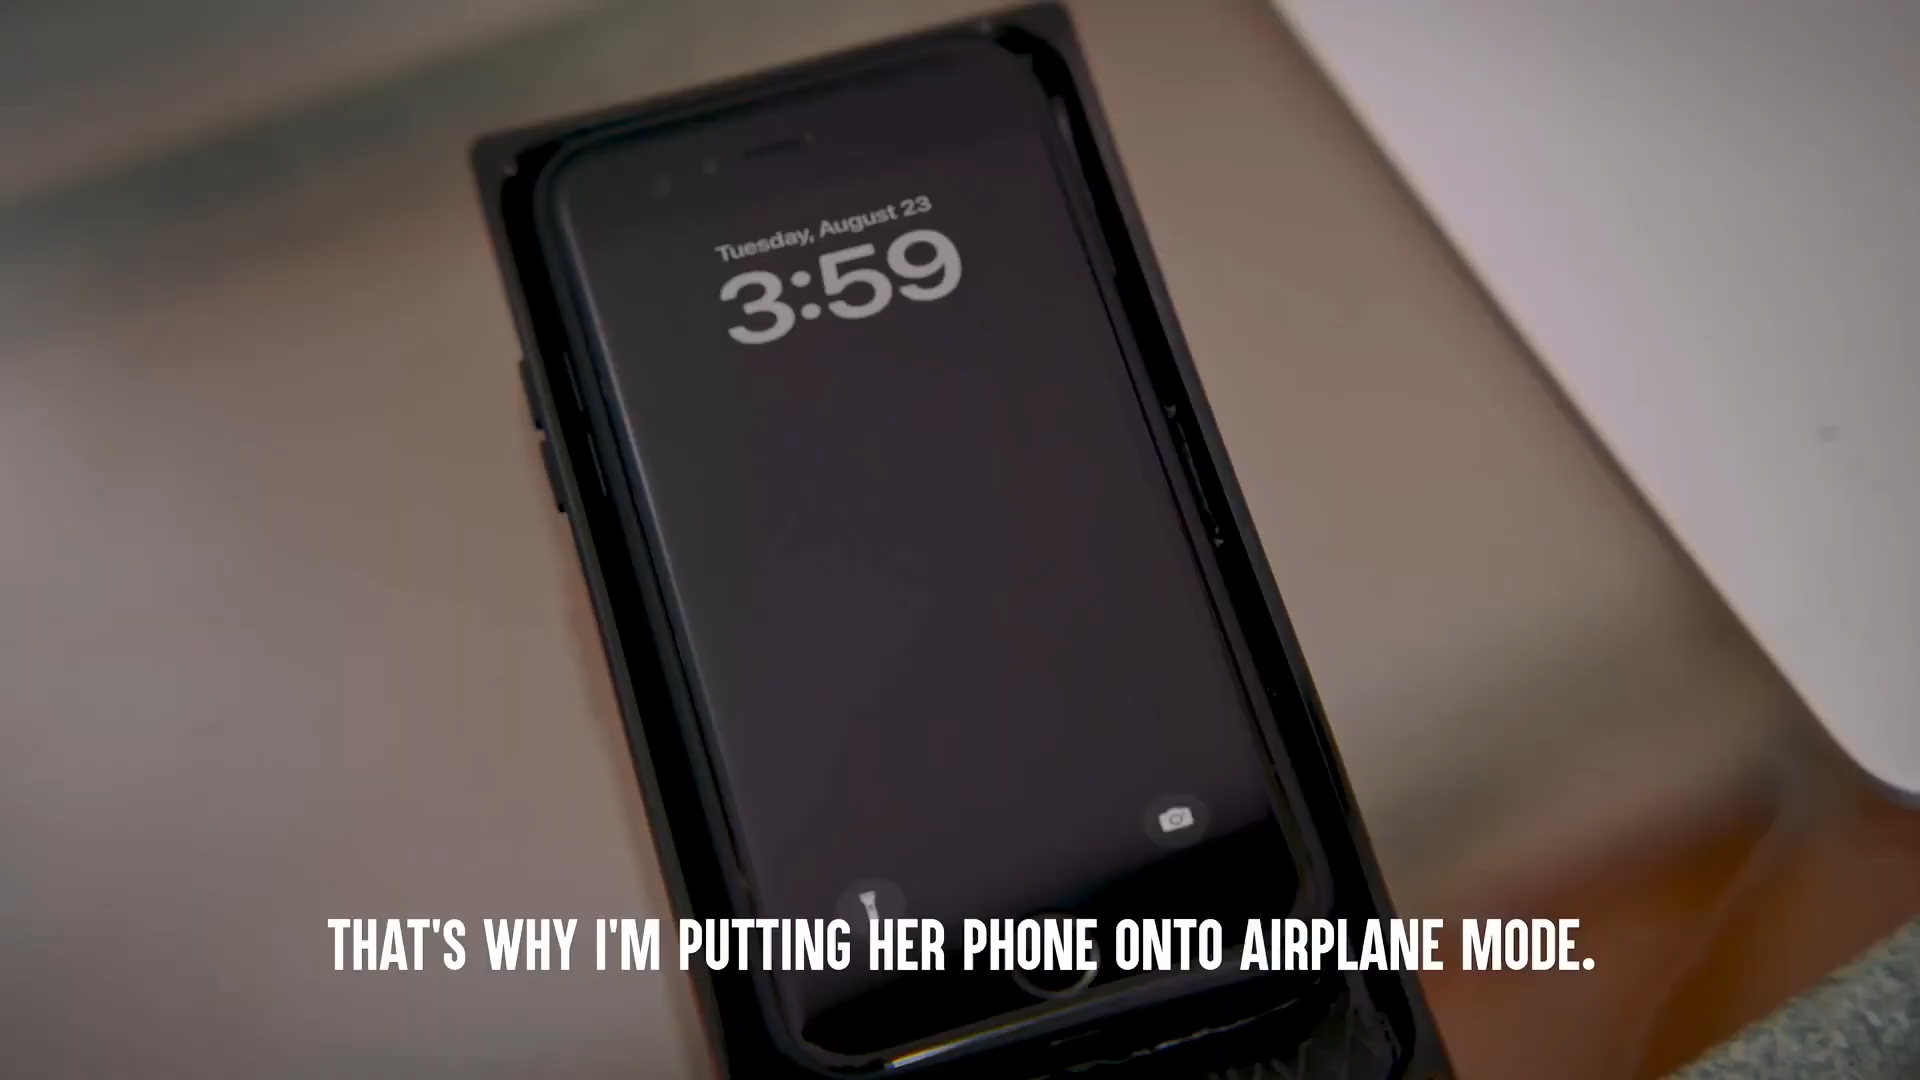 Tuesday, August 23
3:59
THAT'S WHY I'M PUTTING HER PHONE ONTO AIRPLANE MODE.